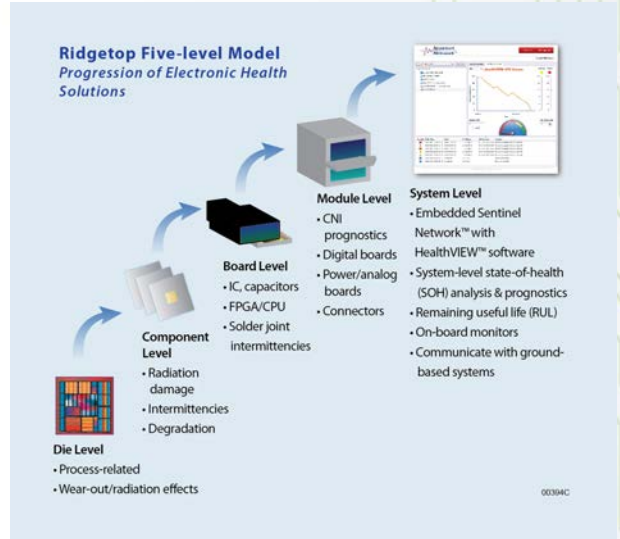 Ridgetop Five-level Model
Progression of Electronic Health
Solutions
System Level
• Embedded Sentinel
Network™ with
HealthVIEW™ software
• System-level state-of-health
(SOH) analysis & prognostics
• Remaining useful life (RUL)
• On-board monitors
• Communicate with ground-
based systems
Module Level
• CNI
prognostics
• Digital boards
• Power/analog
boards
• Connectors
Board Level
• IC, capacitors
• FPGA/CPU
• Solder joint
intermittencies
Component
Level
• Radiation
damage
• Intermittencies
• Degradation
Die Level
• Process-related
• Wear-out/radiation effects
00394C